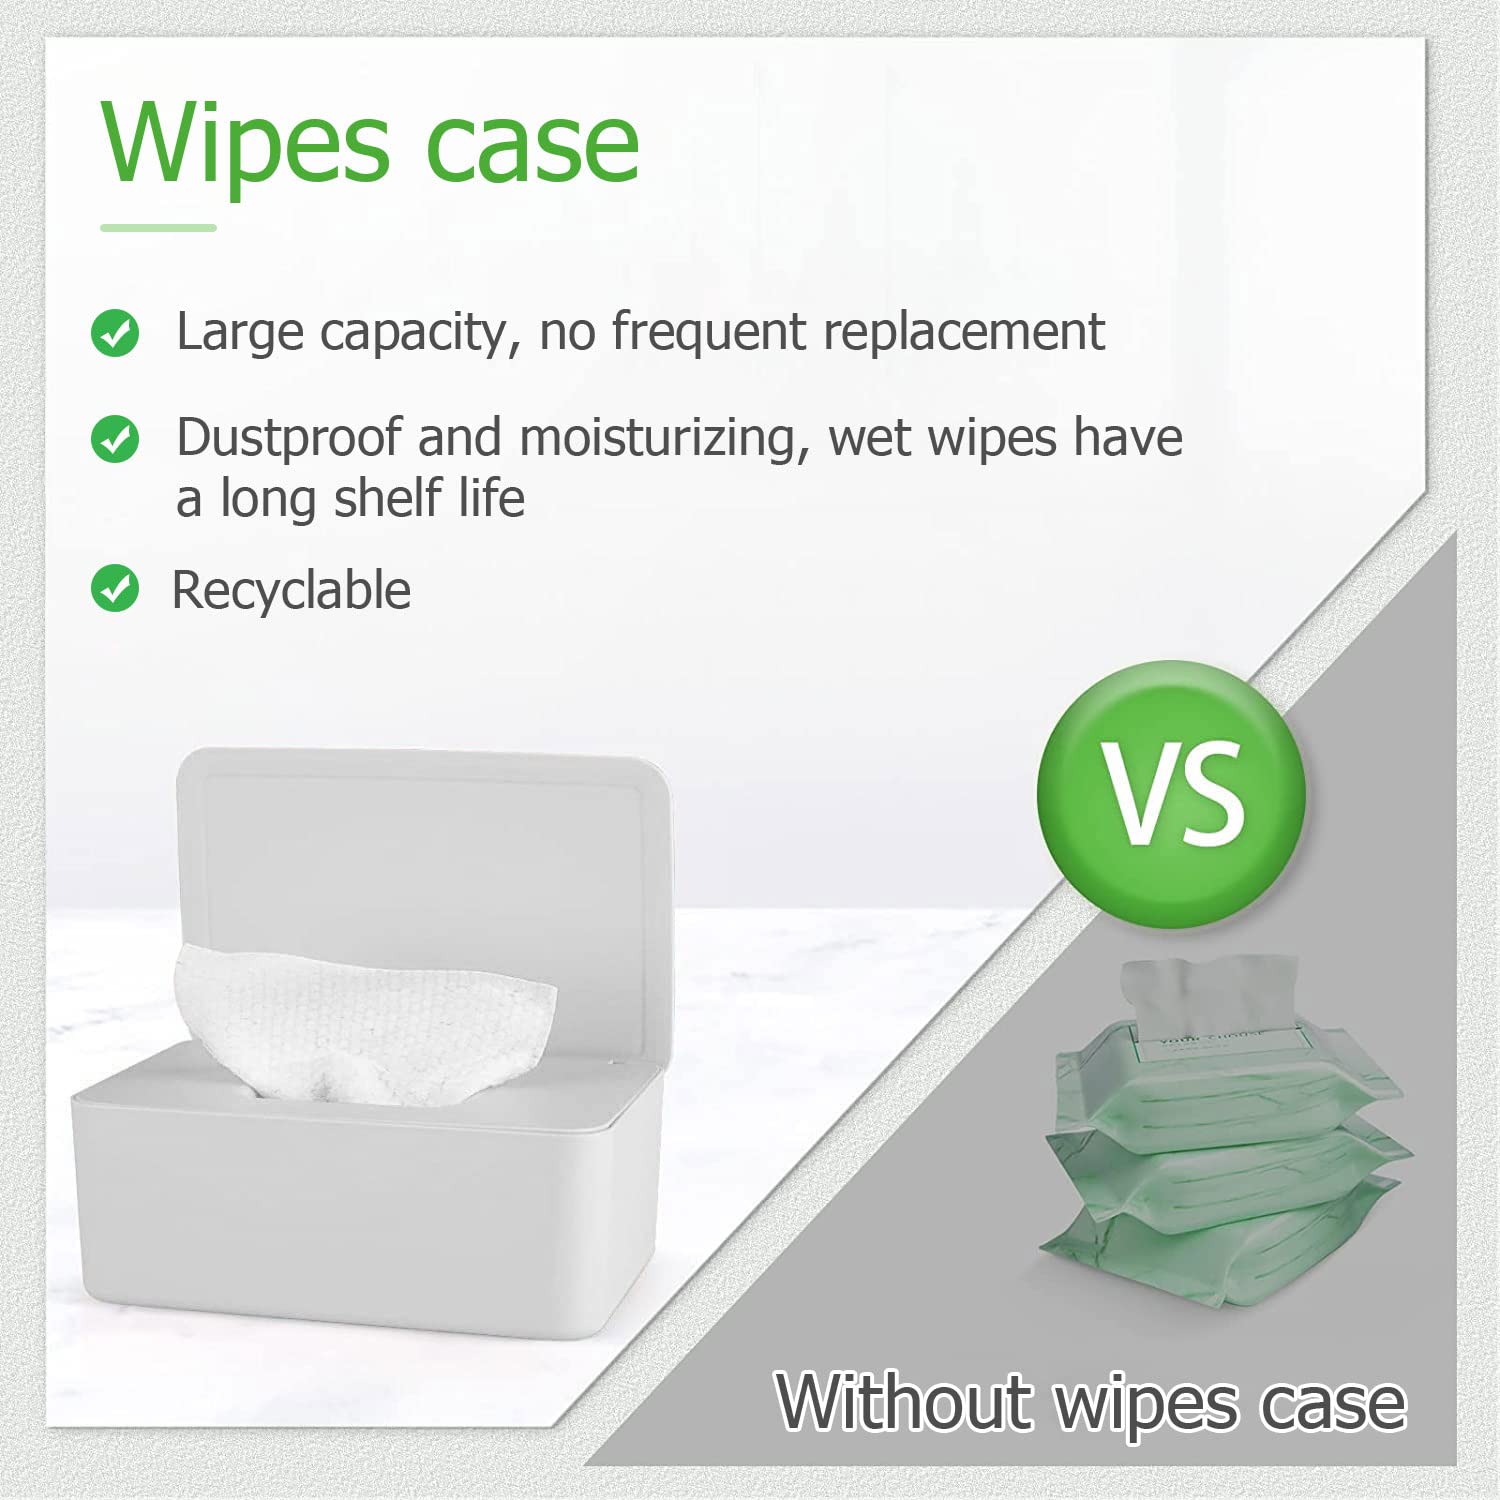 Wipes case
Large capacity, no frequent replacement
Dustproof and moisturizing, wet wipes have
a long shelf life
Recyclable
VS
Without wipes case